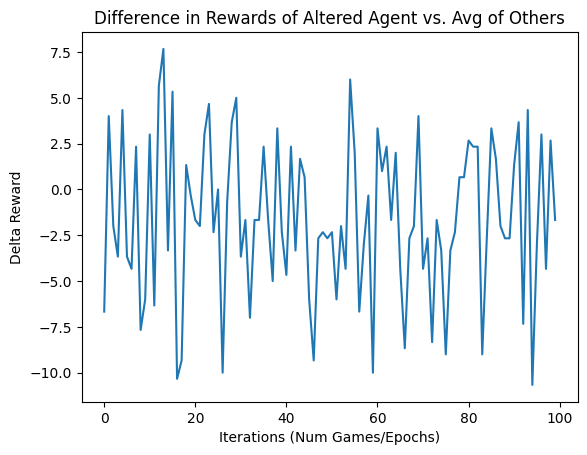 Difference in Rewards of Altered Agent vs. Avg of Others
7.5
5.0
2.5
0.0
−2.5
−5.0
−7.5
−10.0
Delta Reward
0 20 40 60 80 100
Iterations (Num Games/Epochs)